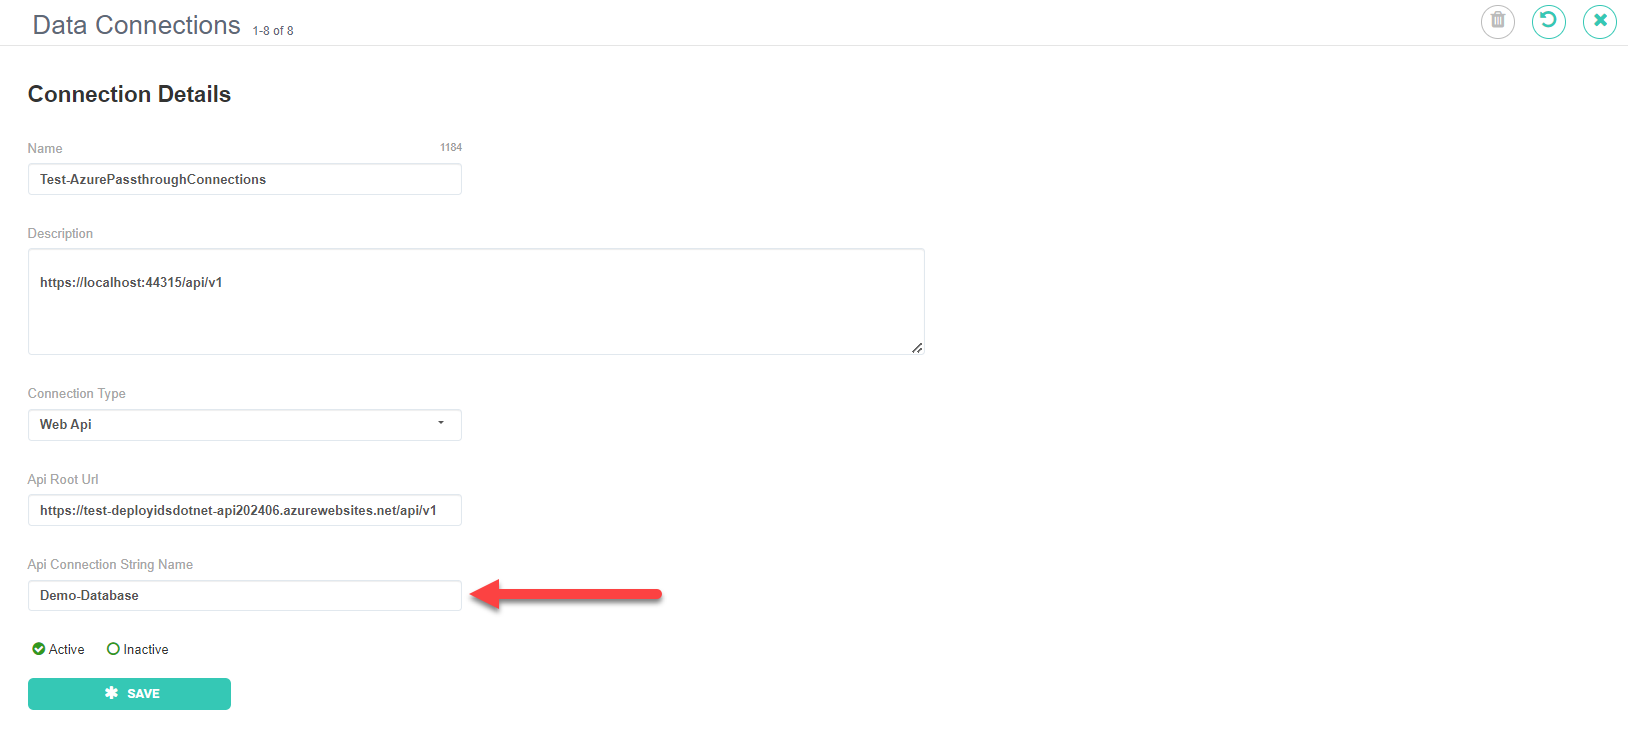 Data Connections 1-8 of 8
Connection Details
Name 1184
Test-AzurePassthroughConnections
Description
https://localhost:44315/api/v1
Connection Type
Web Api
Api Root Url
https://test-deployidsdotnet-api202406.azurewebsites.net/api/v1
Api Connection String Name
Demo-Database
Active Inactive
SAVE